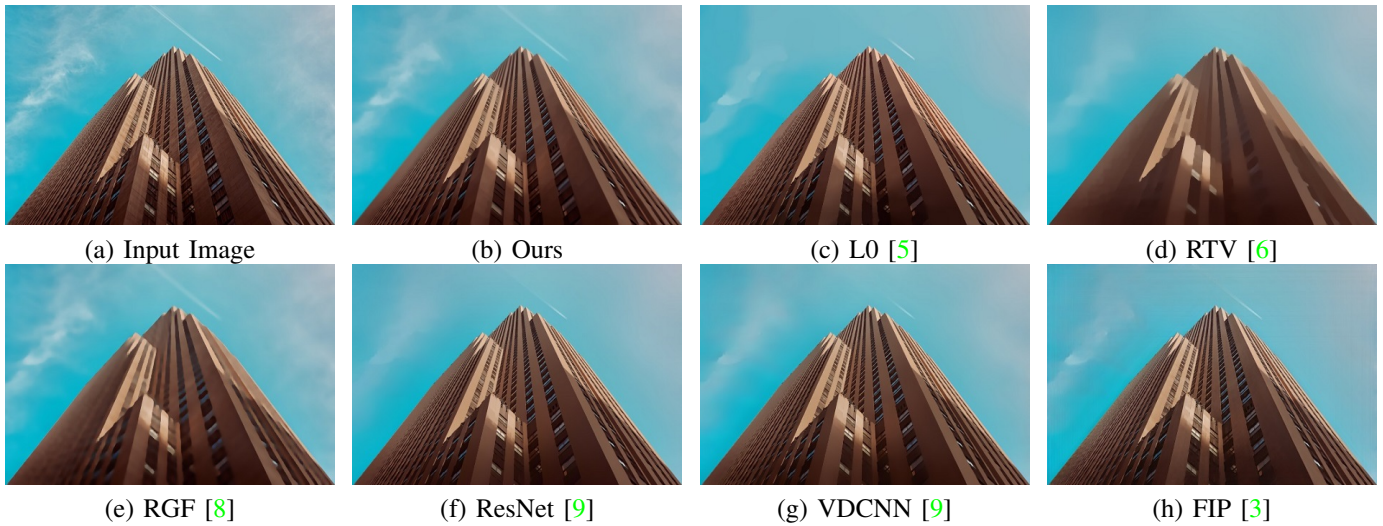 (a) Input Image
(b) Ours
(c) L0 [5]
(d) RTV [6]
(e) RGF [8]
(f) ResNet [9]
(g) VDCNN [9]
(h) FIP [3]